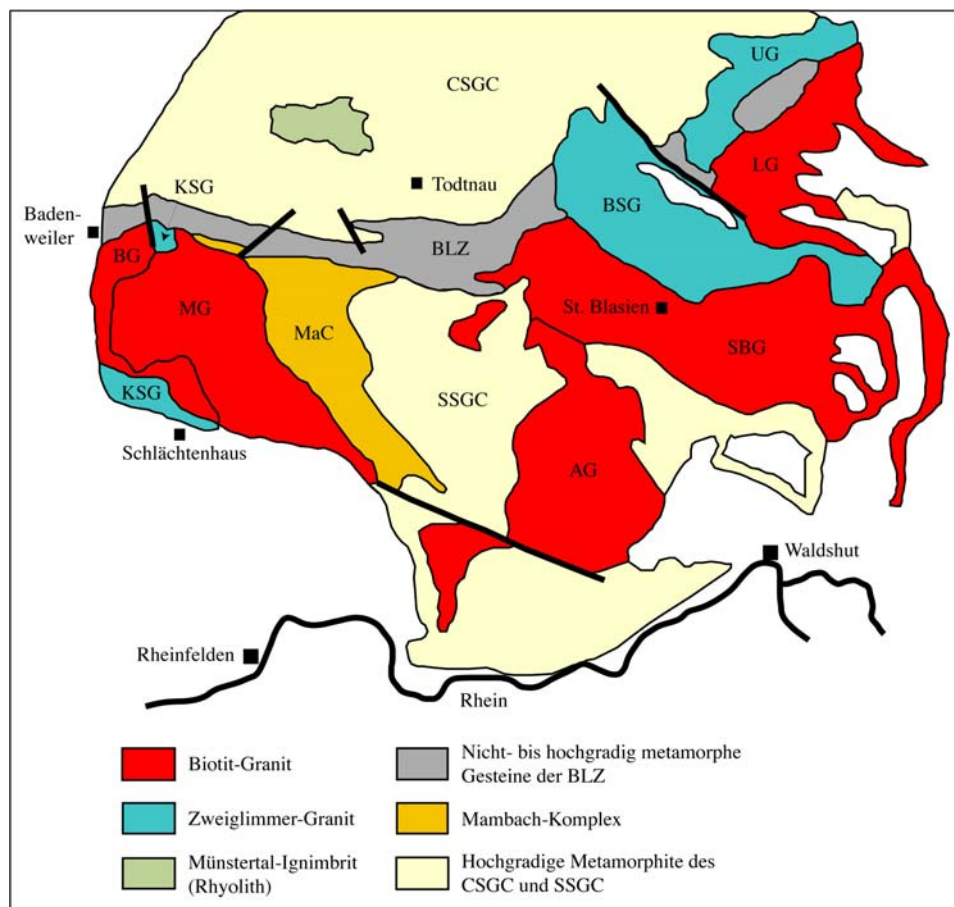 UG
CSGC
LG
Todtnau
KSG
BSG
Baden-
weiler
BG
BLZ
MG
St. Blasien
MaC
SBG
KSG
SSGC
Schlächtenhaus
AG
Waldshut
Rheinfelden
Rhein
Biotit-Granit
Nicht- bis hochgradig metamorphe
Gesteine der BLZ
Zweiglimmer-Granit
Mambach-Komplex
Münstertal-Ignimbrit
(Rhyolith)
Hochgradige Metamorphite des
CSGC und SSGC